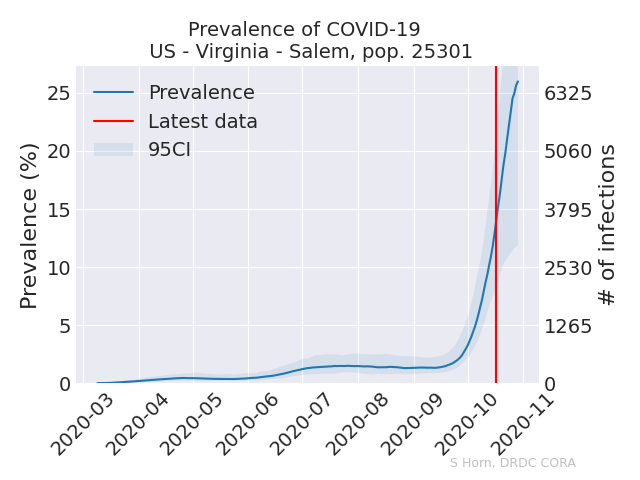 Prevalence of COVID-19
US - Virginia - Salem, pop. 25301
Prevalence
Latest data
95CI
Prevalence (%)
25
20
15
10
5
0
6325
5060
3795
2530
1265
0
# of infections
2020-03
2020-04
2020-05
2020-06
2020-07
2020-08
2020-09
2020-10
2020-11
S Horn, DRDC CORA